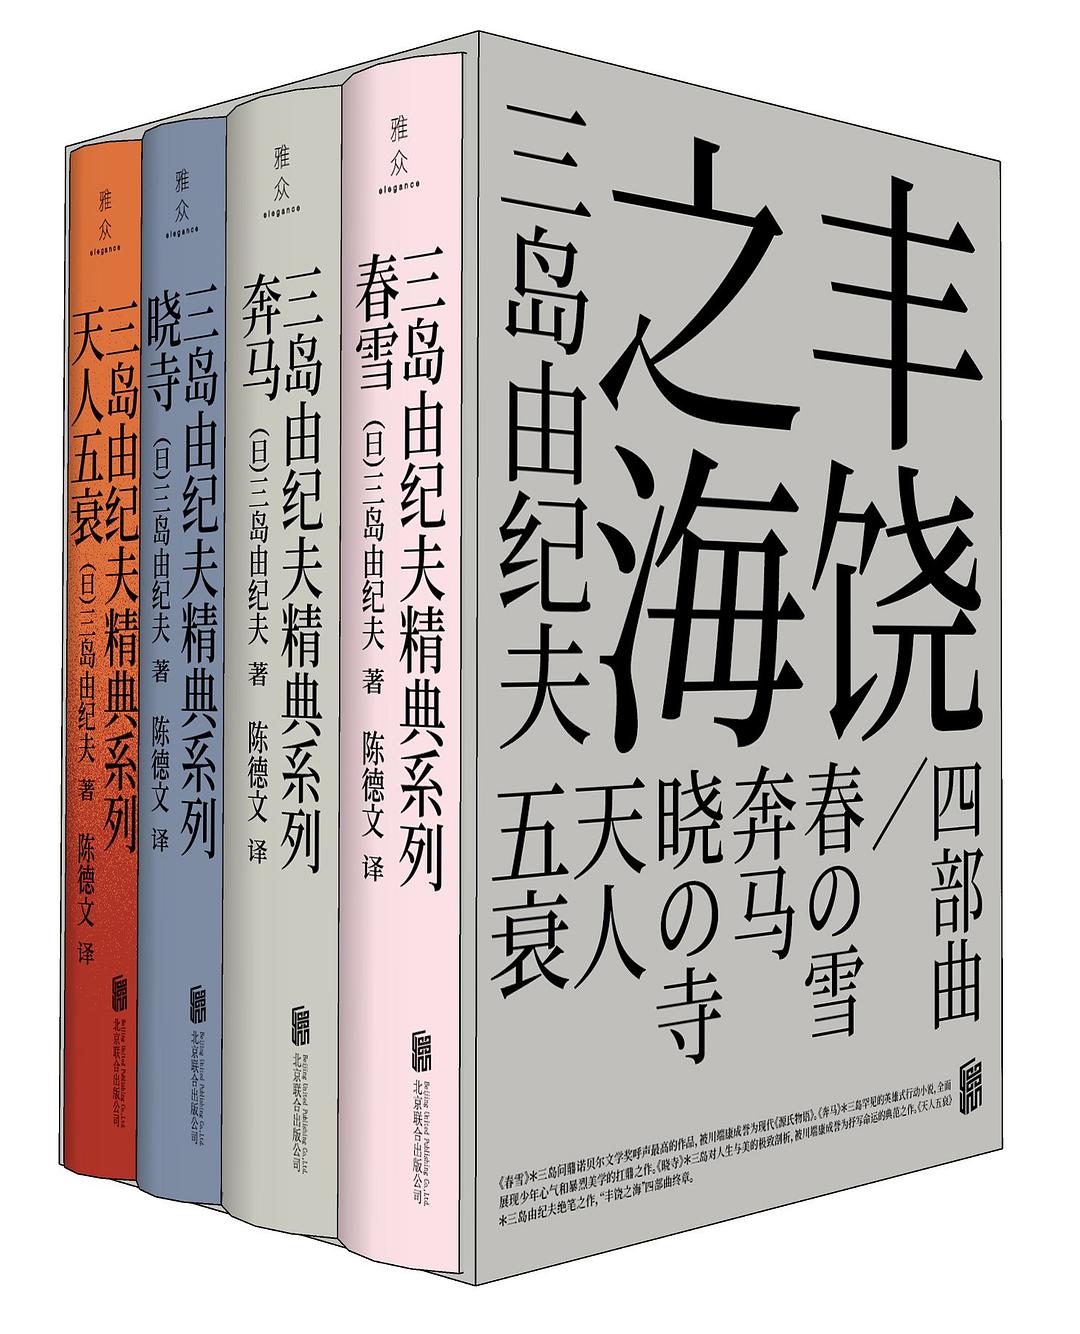 雅众
elegance
三岛由纪夫精典系列
天人五衰
(日)三岛由纪夫 著 陈德文 译
Beijing United Publishing Co.,Ltd.
北京联合出版公司
雅众
elegance
三岛由纪夫精典系列
晓寺
(日)三岛由纪夫 著 陈德文 译
Beijing United Publishing Co.,Ltd.
北京联合出版公司
雅众
elegance
三岛由纪夫精典系列
奔马
(日)三岛由纪夫 著 陈德文 译
Beijing United Publishing Co.,Ltd.
北京联合出版公司
雅众
elegance
三岛由纪夫精典系列
春雪
(日)三岛由纪夫 著 陈德文 译
Beijing United Publishing Co.,Ltd.
北京联合出版公司
丰饶
之海
三岛由纪夫
四部曲
/
春の雪
奔马
晓の寺
天人
五衰
《春雪》*三岛问鼎诺贝尔文学奖呼声最高的作品，被川端康成誉为现代《源氏物语》。《奔马》*三岛罕见的英雄式行动小说，全面
展现少年心气和暴烈美学的扛鼎之作。《晓寺》*三岛对人生与美的极致剖析，被川端康成誉为抒写命运的典范之作。《天人五衰》
*三岛由纪夫绝笔之作，“丰饶之海”四部曲终章。